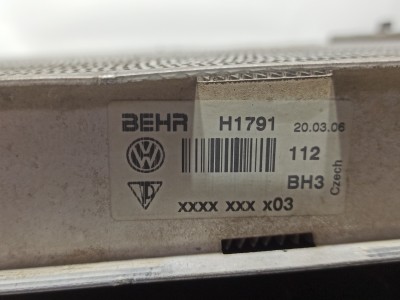 BEHR H1791 20.03.06
112
BH3
Czech
xxxx xxx x03